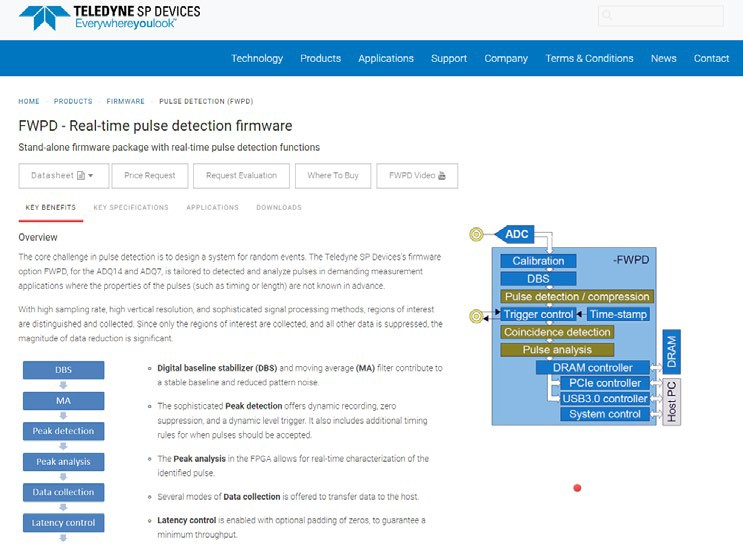 TELEDYNE SP DEVICES
Everywhereyoulook™
Technology Products Applications Support Company Terms & Conditions News Contact
HOME PRODUCTS FIRMWARE PULSE DETECTION (FWPD)
FWPD - Real-time pulse detection firmware
Stand-alone firmware package with real-time pulse detection functions
Datasheet Price Request Request Evaluation Where To Buy FWPD Video
KEY BENEFITS KEY SPECIFICATIONS APPLICATIONS DOWNLOADS
Overview
The core challenge in pulse detection is to design a system for random events. The Teledyne SP Devices's firmware
option FWPD, for the ADQ14 and ADQ7, is tailored to detected and analyze pulses in demanding measurement
applications where the properties of the pulses (such as timing or length) are not known in advance.
With high sampling rate, high vertical resolution, and sophisticated signal processing methods, regions of interest
are distinguished and collected. Since only the regions of interest are collected, and all other data is suppressed, the
magnitude of data reduction is significant.
DBS
MA
Peak detection
Peak analysis
Data collection
Latency control
Digital baseline stabilizer (DBS) and moving average (MA) filter contribute to
a stable baseline and reduced pattern noise.
The sophisticated Peak detection offers dynamic recording, zero
suppression, and a dynamic level trigger. It also includes additional timing
rules for when pulses should be accepted.
The Peak analysis in the FPGA allows for real-time characterization of the
identified pulse.
Several modes of Data collection is offered to transfer data to the host.
Latency control is enabled with optional padding of zeros, to guarantee a
minimum throughput.
ADC
-FWPD
Calibration
DBS
Pulse detection / compression
Trigger control Time-stamp
Coincidence detection
Pulse analysis
DRAM controller
PCIe controller
USB3.0 controller
System control
DRAM
Host PC